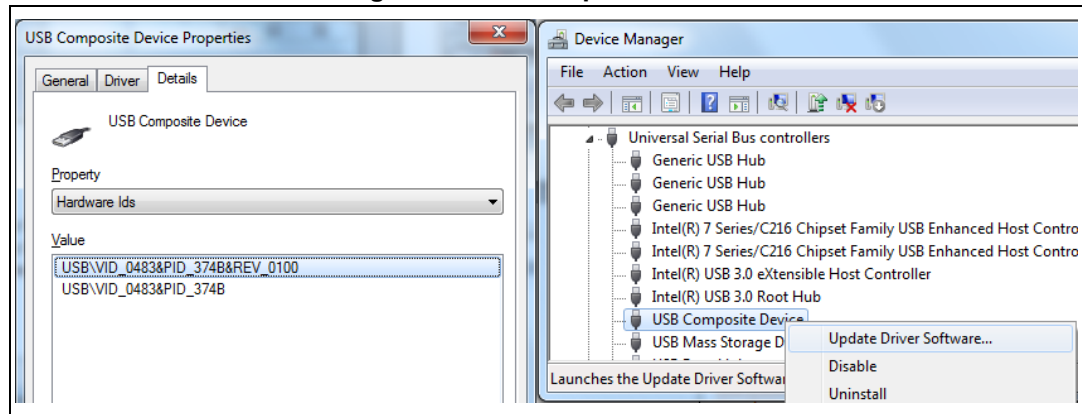 USB Composite Device Properties
General Driver Details
USB Composite Device
Property
Hardware Ids
Value
USB\VID_0483&PID_374B&REV_0100
USB\VID_0483&PID_374B
Device Manager
File Action View Help
Universal Serial Bus controllers
Generic USB Hub
Generic USB Hub
Generic USB Hub
Intel(R) 7 Series/C216 Chipset Family USB Enhanced Host Contro
Intel(R) 7 Series/C216 Chipset Family USB Enhanced Host Contro
Intel(R) USB 3.0 eXtensible Host Controller
Intel(R) USB 3.0 Root Hub
USB Composite Device
USB Mass Storage D
Update Driver Software...
Disable
Uninstall
Launches the Update Driver Softwar